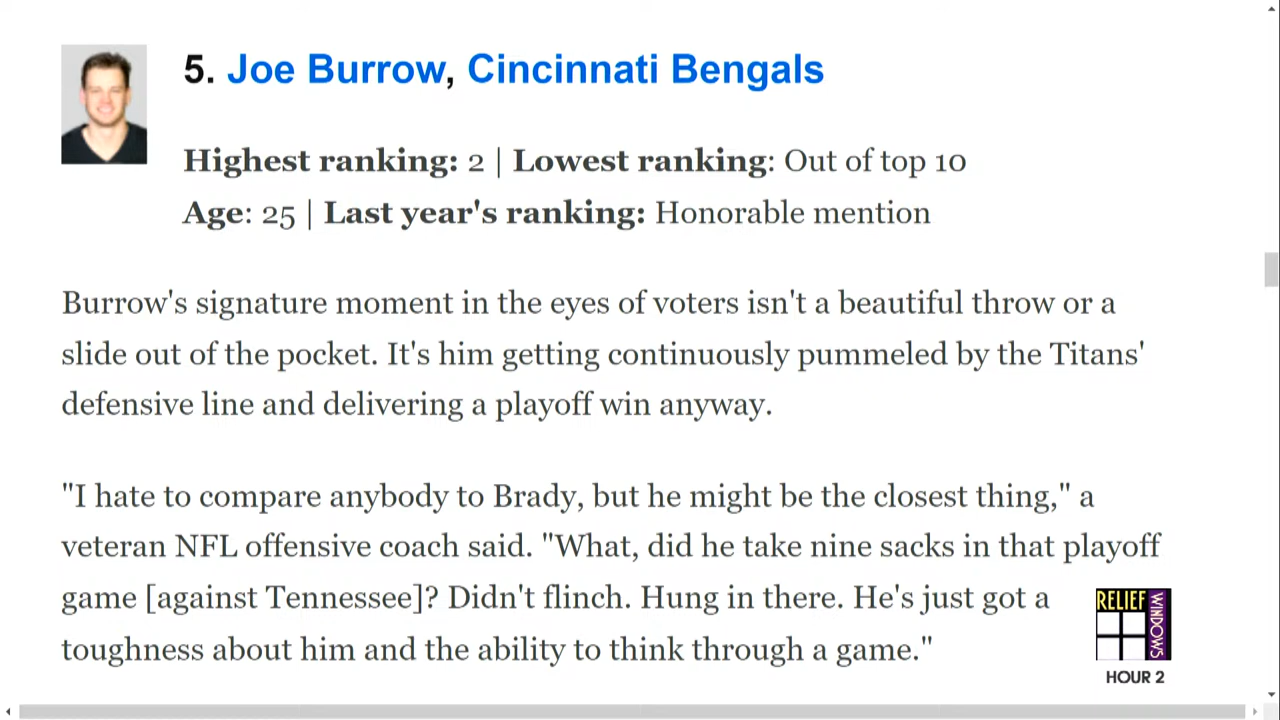 5. Joe Burrow, Cincinnati Bengals
Highest ranking: 2 | Lowest ranking: Out of top 10
Age: 25 | Last year's ranking: Honorable mention
Burrow's signature moment in the eyes of voters isn't a beautiful throw or a
slide out of the pocket. It's him getting continuously pummeled by the Titans'
defensive line and delivering a playoff win anyway.
"I hate to compare anybody to Brady, but he might be the closest thing," a
veteran NFL offensive coach said. "What, did he take nine sacks in that playoff
game [against Tennessee]? Didn't flinch. Hung in there. He's just got a
toughness about him and the ability to think through a game."
RELIEF
WINDOWS
HOUR 2